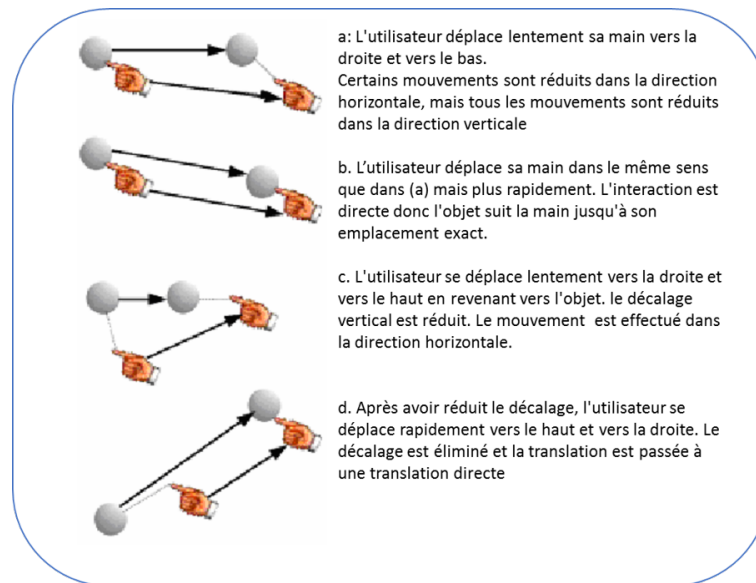 a: L'utilisateur déplace lentement sa main vers la
droite et vers le bas.
Certains mouvements sont réduits dans la direction
horizontale, mais tous les mouvements sont réduits
dans la direction verticale
b. L’utilisateur déplace sa main dans le même sens
que dans (a) mais plus rapidement. L'interaction est
directe donc l'objet suit la main jusqu'à son
emplacement exact.
c. L'utilisateur se déplace lentement vers la droite et
vers le haut en revenant vers l'objet. le décalage
vertical est réduit. Le mouvement est effectué dans
la direction horizontale.
d. Après avoir réduit le décalage, l'utilisateur se
déplace rapidement vers le haut et vers la droite. Le
décalage est éliminé et la translation est passée à
une translation directe